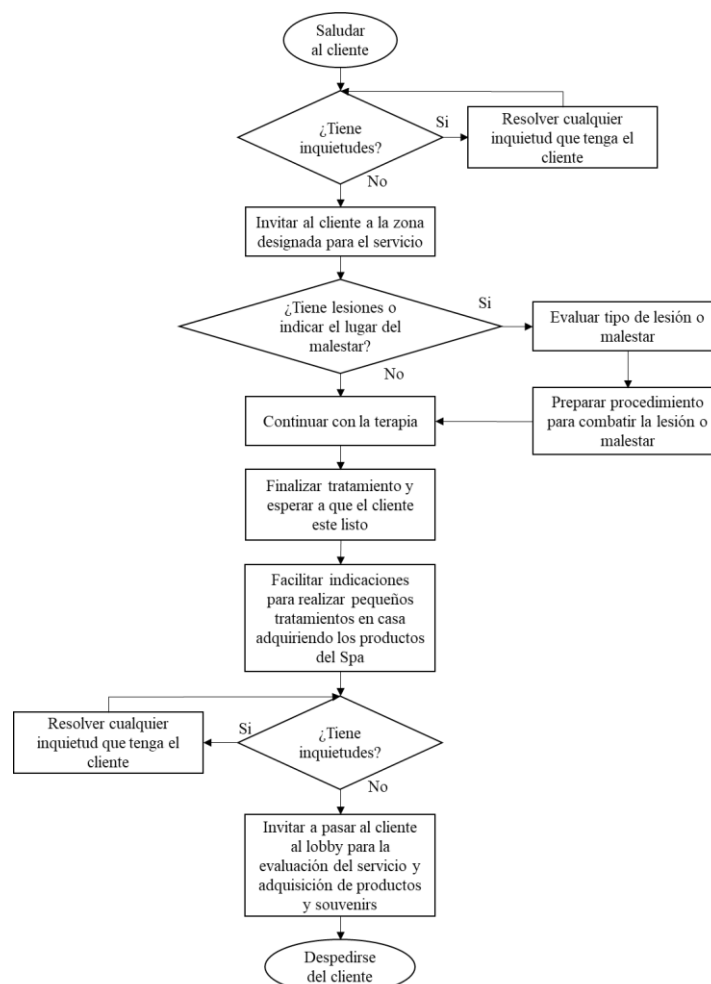 Saludar
al cliente
¿Tiene
inquietudes?
Si
Resolver cualquier
inquietud que tenga el
cliente
No
Invitar al cliente a la zona
designada para el servicio
¿Tiene lesiones o
indicar el lugar del
malestar?
Si
Evaluar tipo de lesión o
malestar
No
Preparar procedimiento
para combatir la lesión o
malestar
Continuar con la terapia
Finalizar tratamiento y
esperar a que el cliente
este listo
Facilitar indicaciones
para realizar pequeños
tratamientos en casa
adquiriendo los productos
del Spa
¿Tiene
inquietudes?
Si
Resolver cualquier
inquietud que tenga el
cliente
No
Invitar a pasar al cliente
al lobby para la
evaluación del servicio y
adquisición de productos
y souvenirs
Despedirse
del cliente